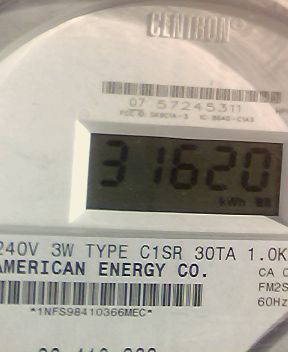 CENTRON®
07 57245311
31620
kWh
240V 3W TYPE C1SR 30TA 1.0K
AMERICAN ENERGY CO.
CA
FM2S
60Hz
*1NFS98410366MEC*